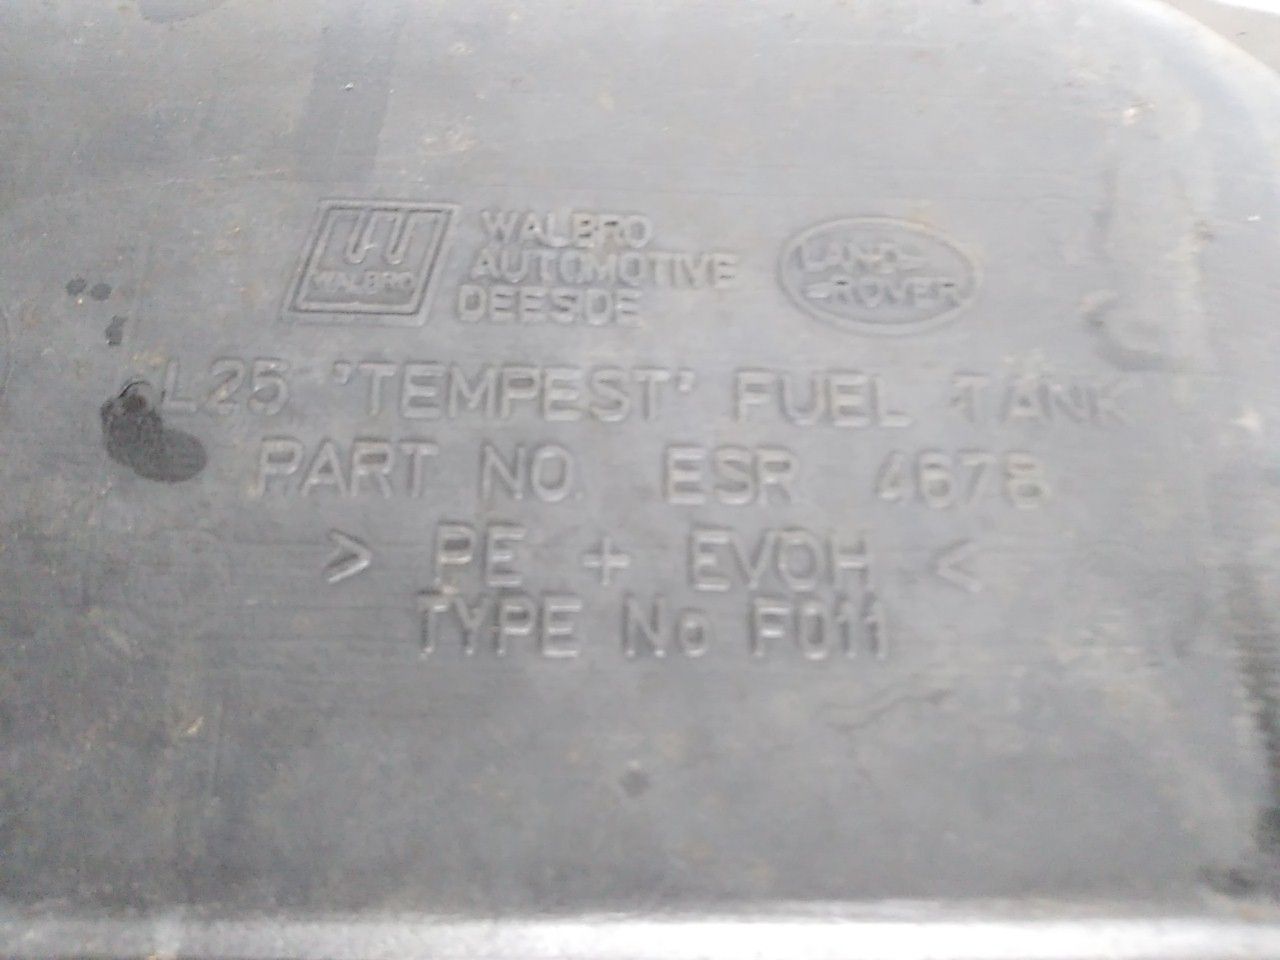 WALBRO
WALBRO
AUTOMOTIVE
DEESIDE
LAND
ROVER
L25 'TEMPEST' FUEL TANK
PART NO. ESR 4678
> PE + EVOH <
TYPE No F011